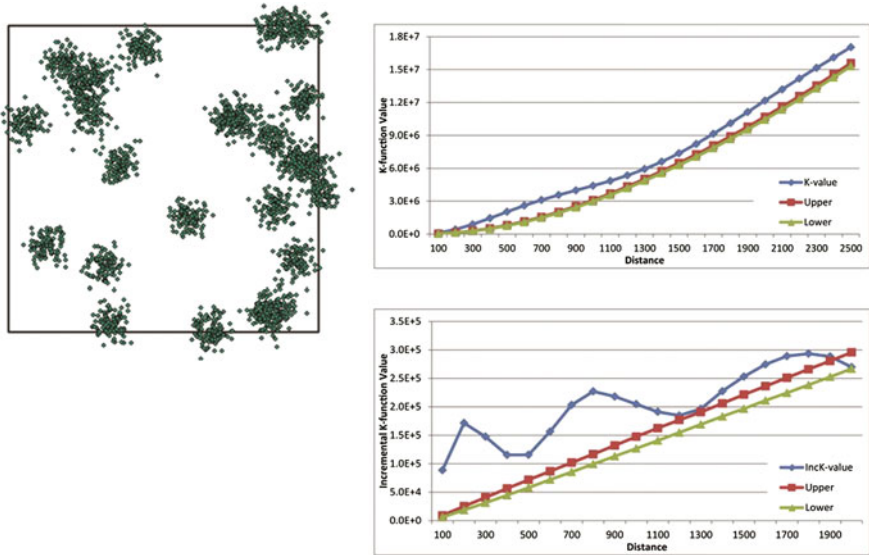 1.8E+7
1.5E+7
1.2E+7
9.0E+6
6.0E+6
3.0E+6
0.0E+0
K-function Value
K-value
Upper
Lower
100 300 500 700 900 1100 1300 1500 1700 1900 2100 2300 2500
Distance
3.5E+5
3.0E+5
2.5E+5
2.0E+5
1.5E+5
1.0E+5
5.0E+4
0.0E+0
Incremental K-function Value
IncK-value
Upper
Lower
100 300 500 700 900 1100 1300 1500 1700 1900
Distance